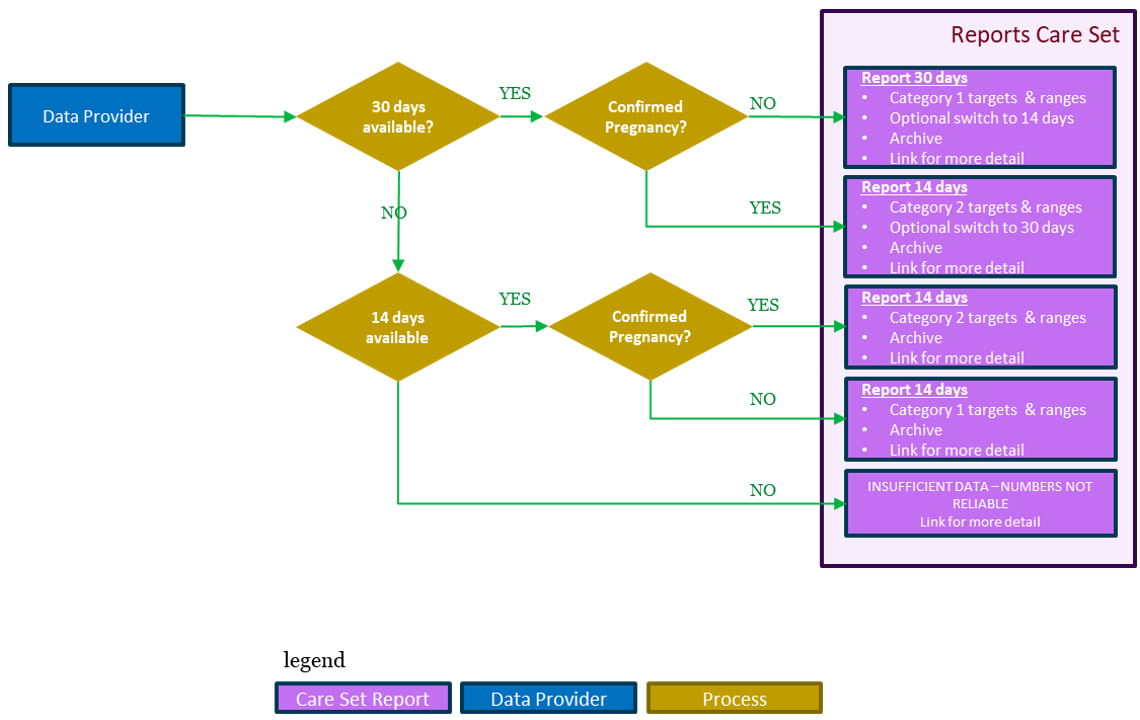 Reports Care Set
Data Provider
30 days
available?
YES
Confirmed
Pregnancy?
NO
Report 30 days
• Category 1 targets & ranges
• Optional switch to 14 days
• Archive
• Link for more detail
NO
YES
Report 14 days
• Category 2 targets & ranges
• Optional switch to 30 days
• Archive
• Link for more detail
14 days
available
YES
Confirmed
Pregnancy?
YES
Report 14 days
• Category 2 targets & ranges
• Archive
• Link for more detail
NO
Report 14 days
• Category 1 targets & ranges
• Archive
• Link for more detail
NO
INSUFFICIENT DATA – NUMBERS NOT
RELIABLE
Link for more detail
legend
Care Set Report
Data Provider
Process